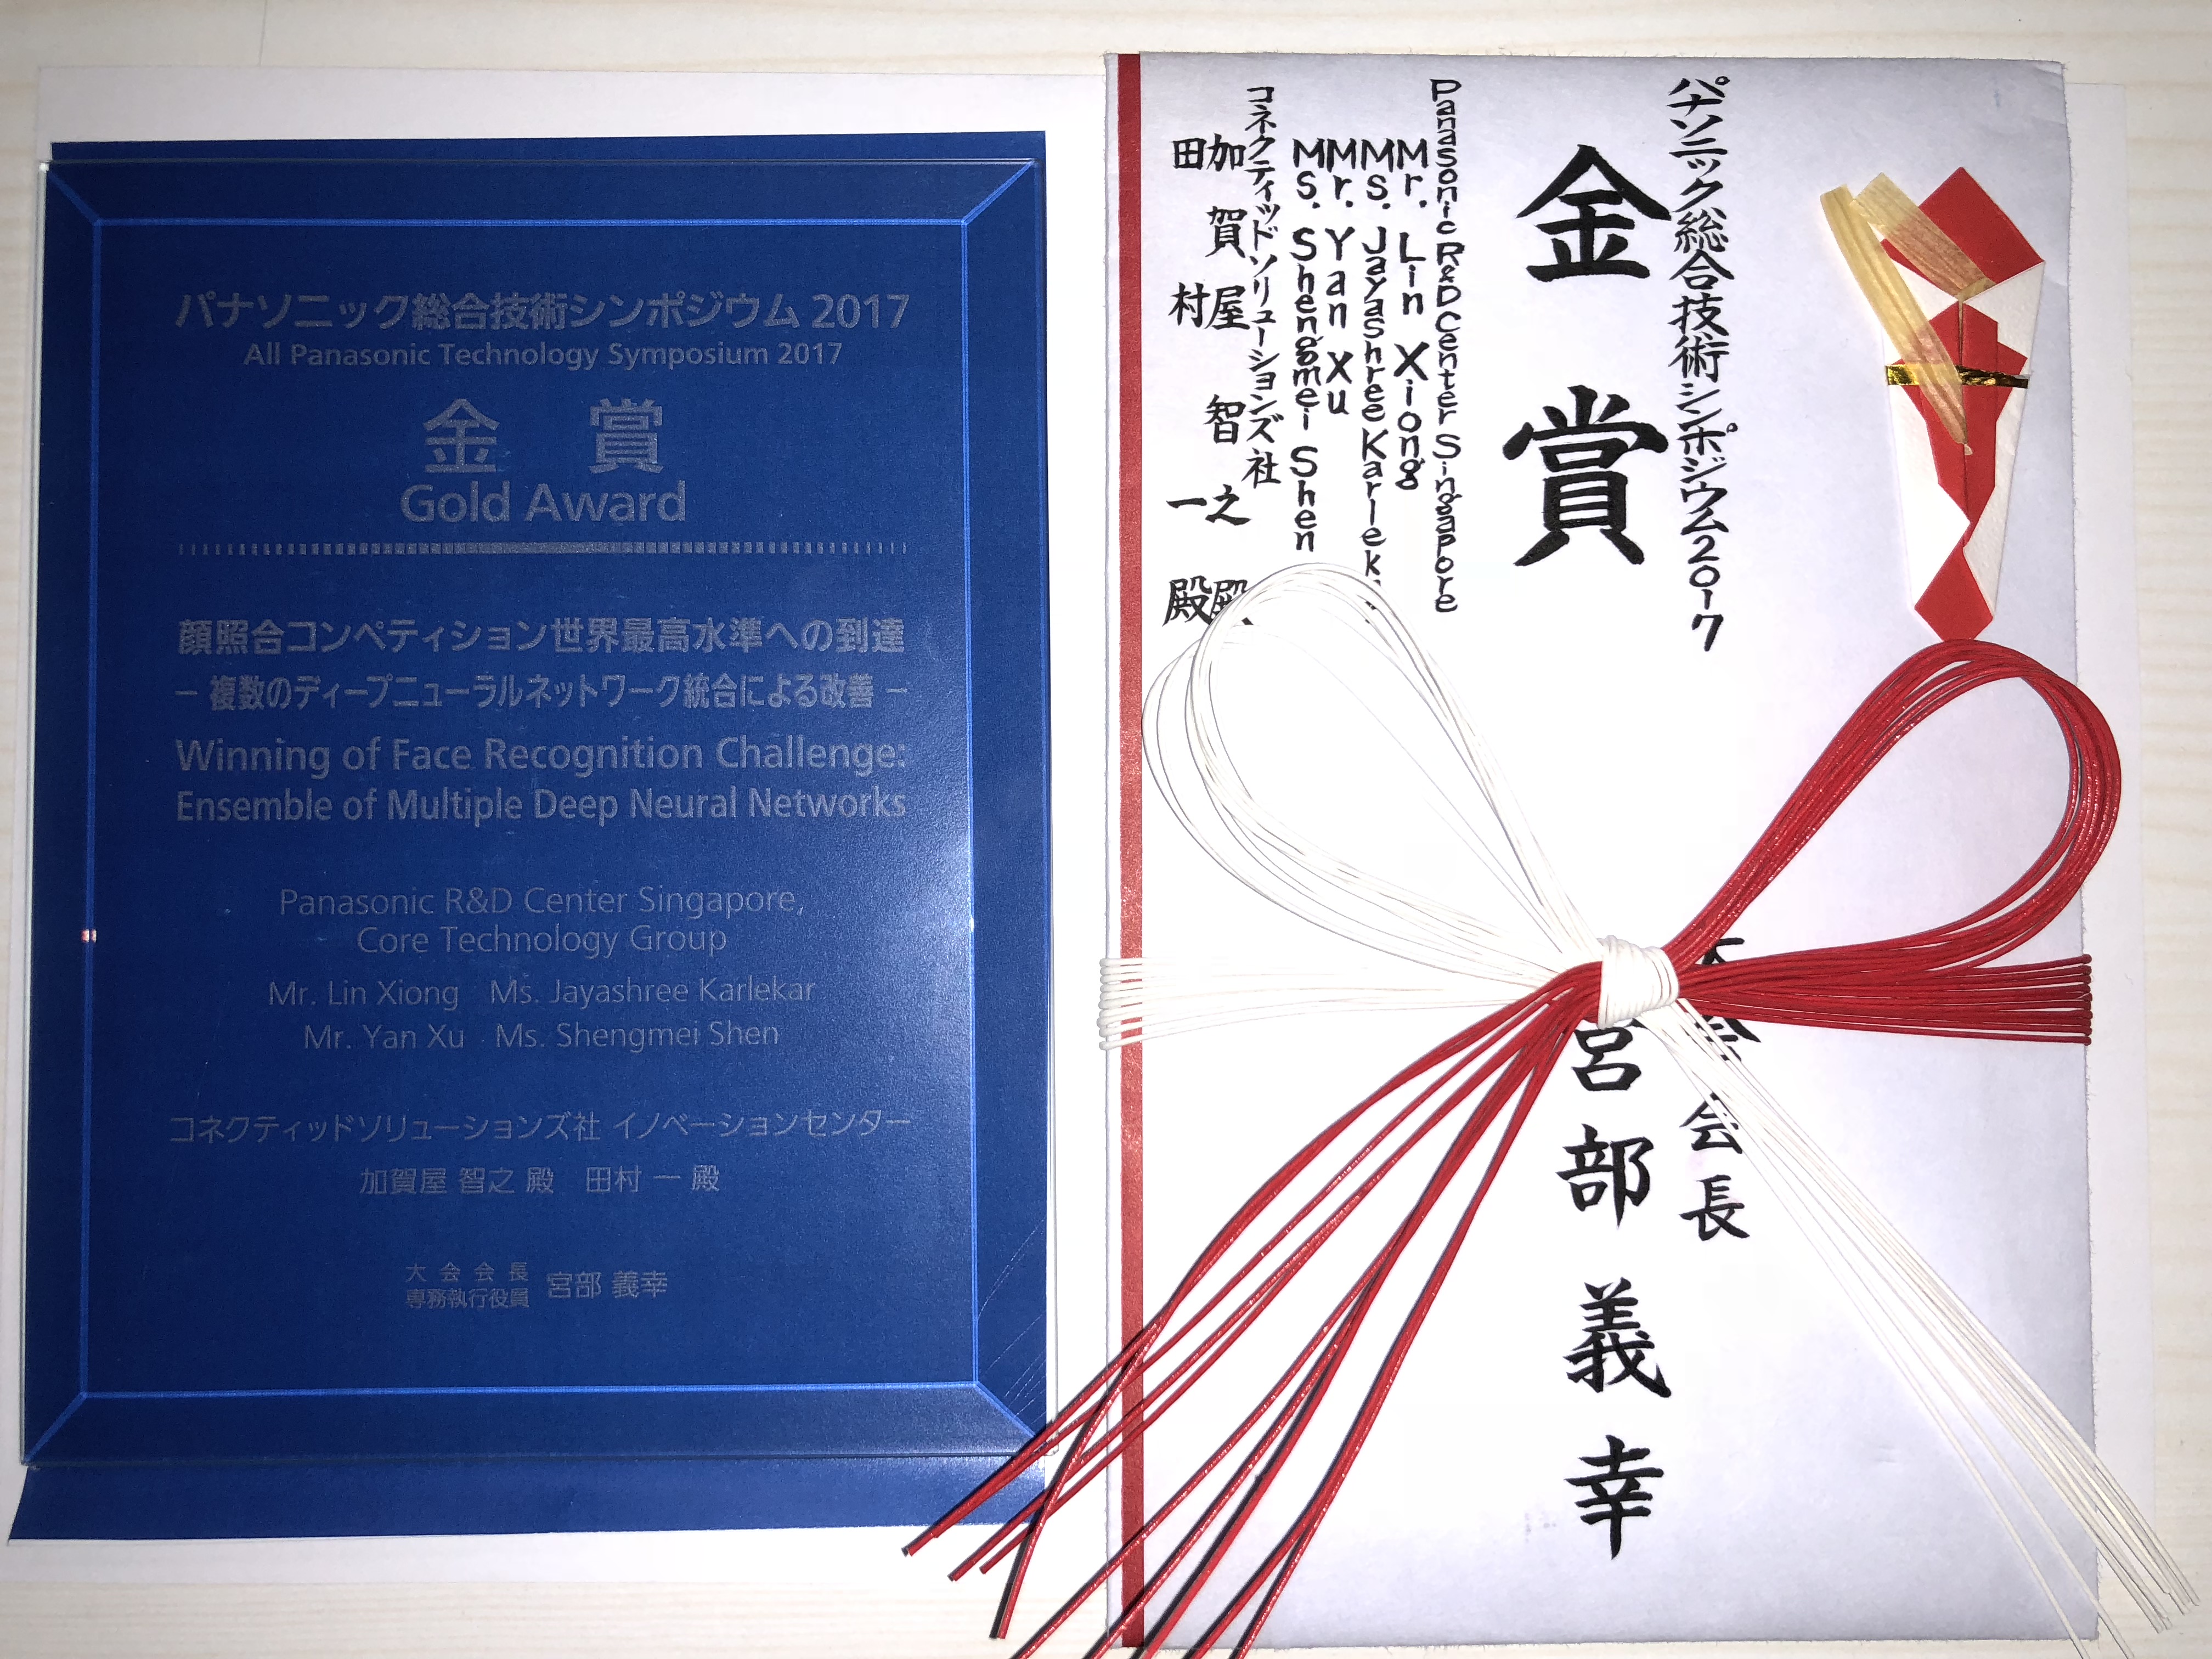 パナソニック総合技術シンポジウム 2017
All Panasonic Technology Symposium 2017
金 賞
Gold Award
顔照合コンペティション世界最高水準への到達
－ 複数のディープニューラルネットワーク統合による改善 －
Winning of Face Recognition Challenge:
Ensemble of Multiple Deep Neural Networks
Panasonic R&D Center Singapore,
Core Technology Group
Mr. Lin Xiong Ms. Jayashree Karlekar
Mr. Yan Xu Ms. Shengmei Shen
コネクティッドソリューションズ社 イノベーションセンター
加賀屋 智之 殿 田村 一 殿
大会会長
専務執行役員 宮部 義幸
パナソニック総合技術シンポジウム2017
金賞
Panasonic R&D Center Singapore
Mr. Lin Xiong
Ms. Jayashree
Mr. Yan Xu
Ms. Shengmei Shen
コネクティッドソリューションズ社
加賀屋 智之 殿
田村 一 殿
会長
宮部義幸